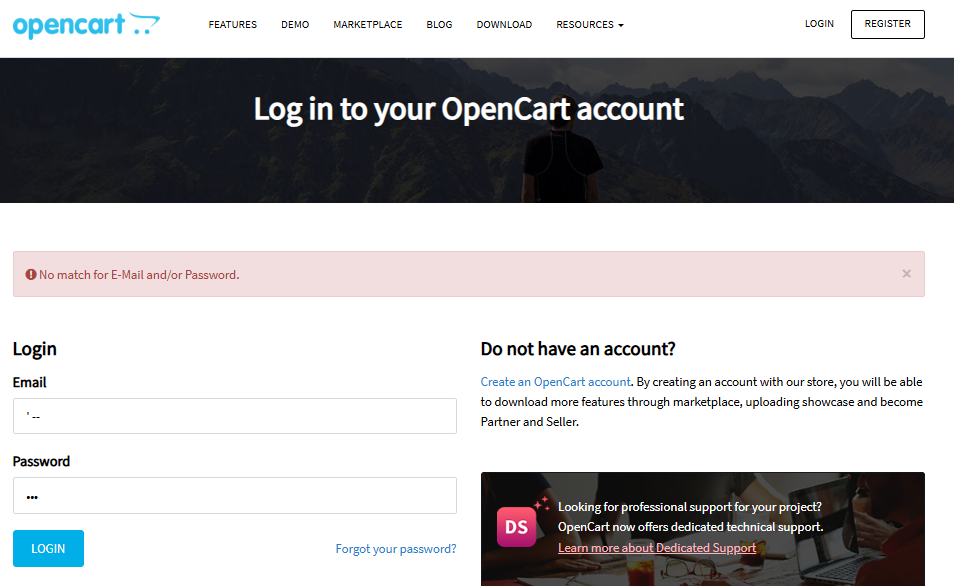 opencart
FEATURES DEMO MARKETPLACE BLOG DOWNLOAD RESOURCES LOGIN REGISTER
Log in to your OpenCart account
No match for E-Mail and/or Password. ×
Login
Email
' --
Password
•••
LOGIN Forgot your password?
Do not have an account?
Create an OpenCart account. By creating an account with our store, you will be able
to download more features through marketplace, uploading showcase and become
Partner and Seller.
DS
Looking for professional support for your project?
OpenCart now offers dedicated technical support.
Learn more about Dedicated Support